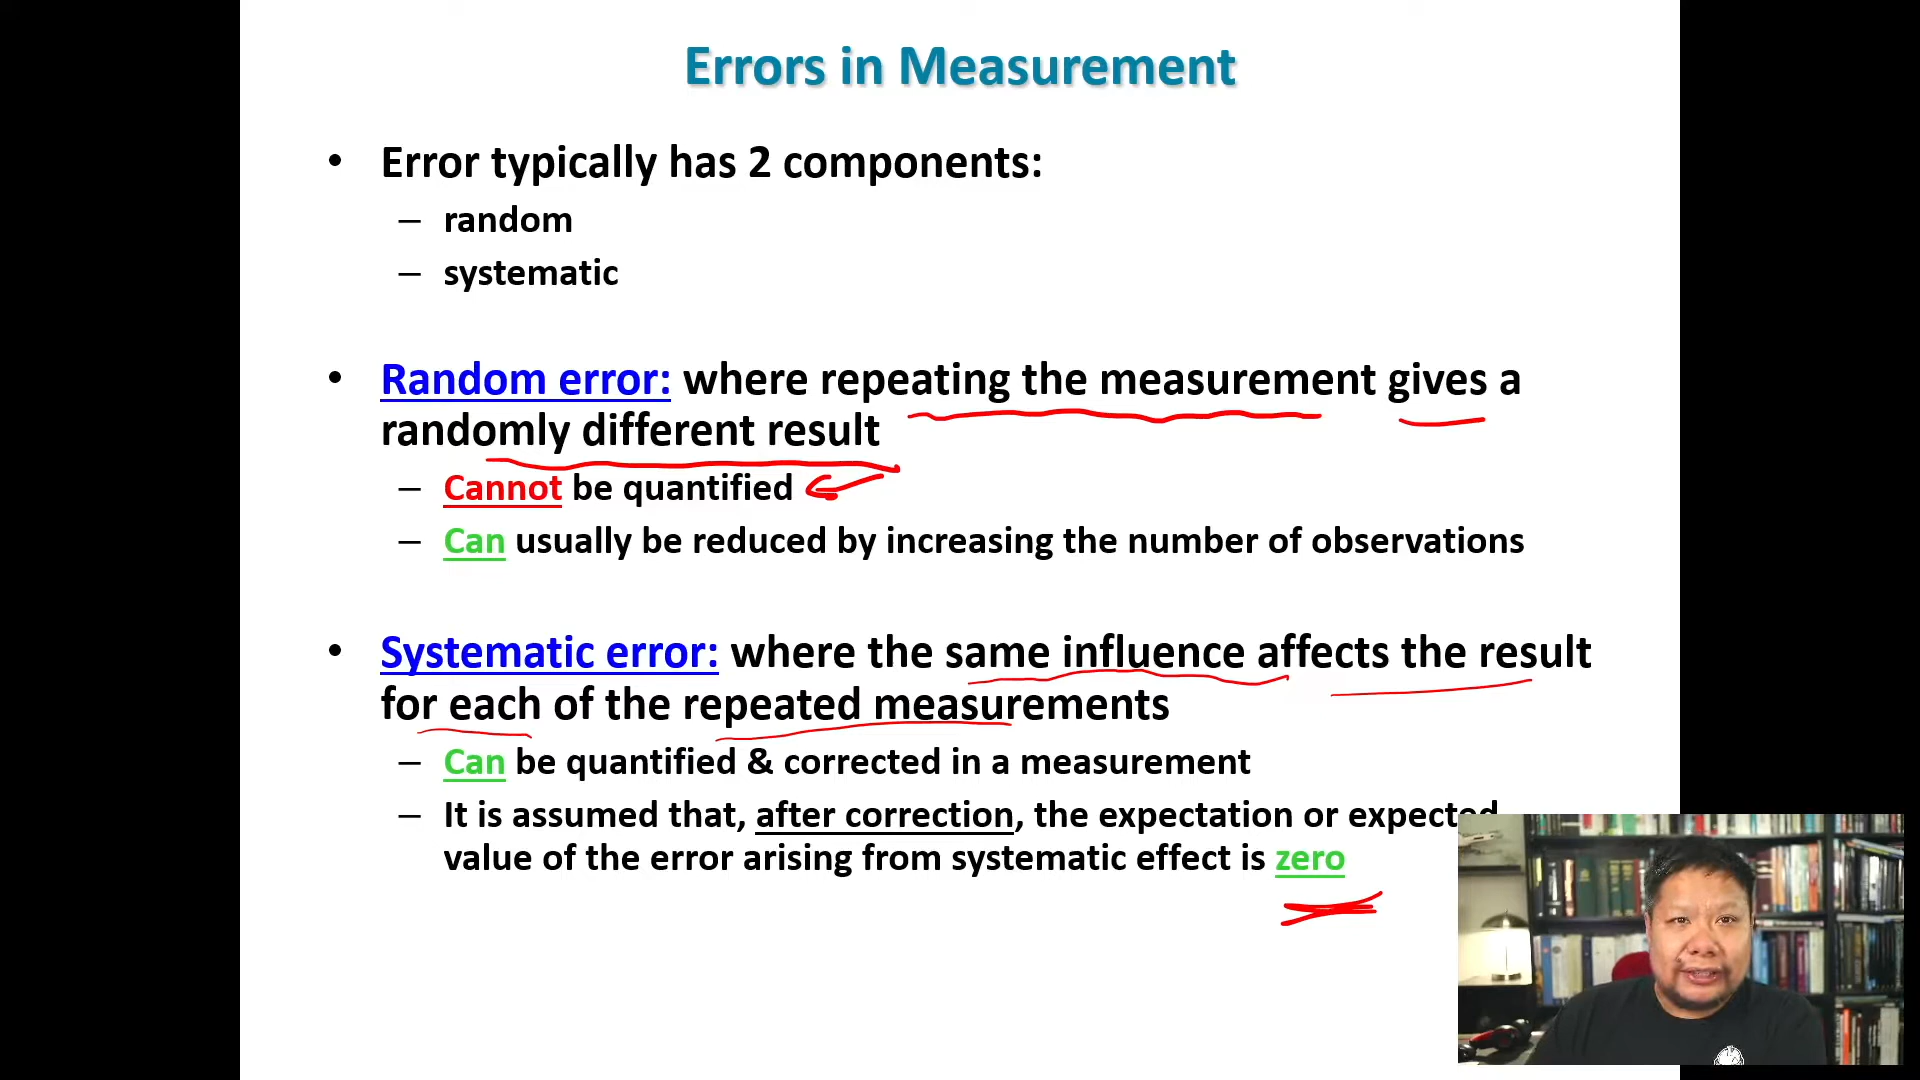 Errors in Measurement
• Error typically has 2 components:
– random
– systematic
• Random error: where repeating the measurement gives a
randomly different result
– Cannot be quantified
– Can usually be reduced by increasing the number of observations
• Systematic error: where the same influence affects the result
for each of the repeated measurements
– Can be quantified & corrected in a measurement
– It is assumed that, after correction, the expectation or expected
value of the error arising from systematic effect is zero